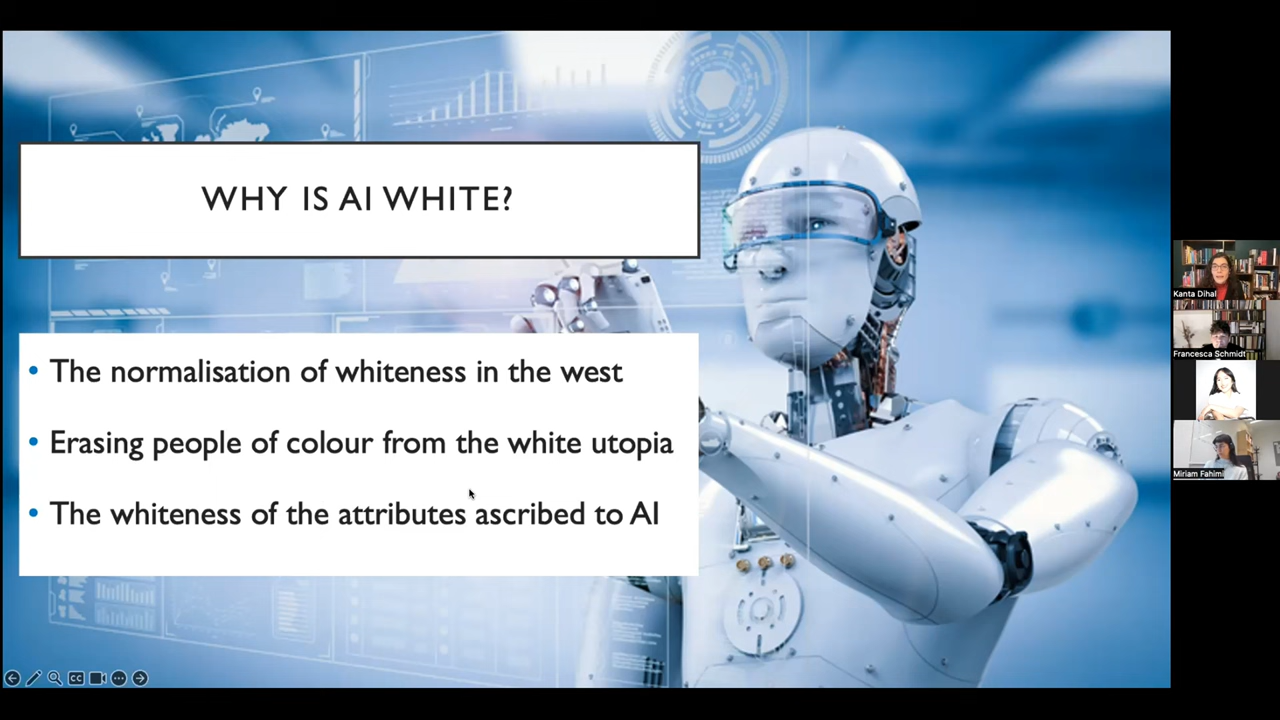 WHY IS AI WHITE?
• The normalisation of whiteness in the west
• Erasing people of colour from the white utopia
• The whiteness of the attributes ascribed to AI
Kanta Dihal
Francesca Schmidt
Miriam Fahimi
CC